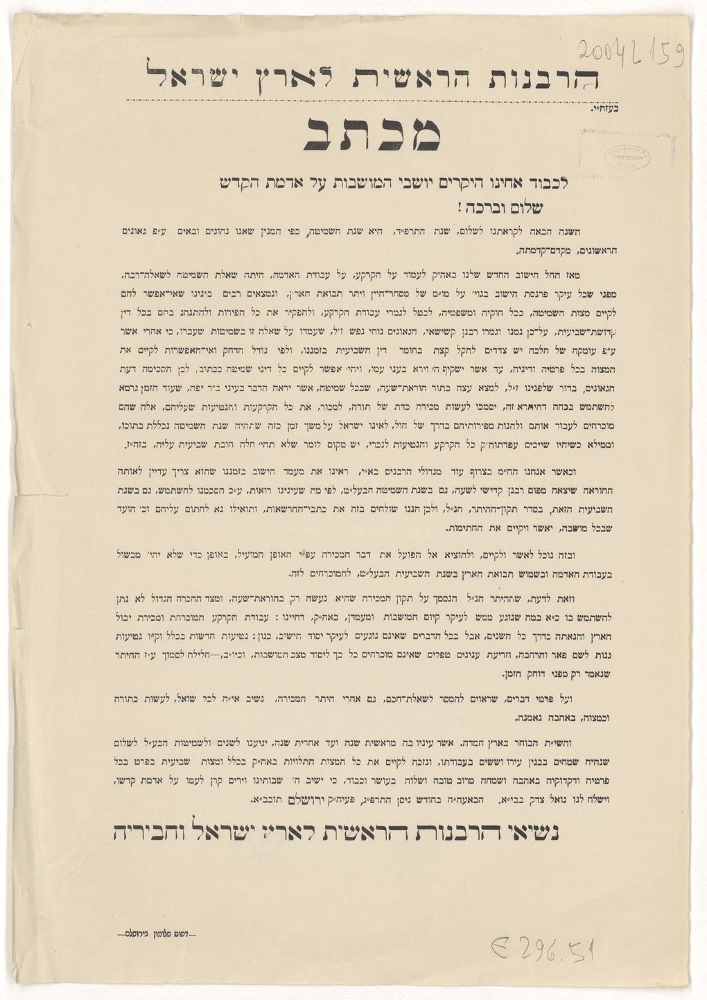 2004L159
הרבנות הראשית לארץ ישראל
בעזהי״.
מכתב
לכבוד אחינו היקרים יושבי המושבות על אדמת הקדש
שלום וברכה!
השנה הבאה לקראתנו לשלום, שנת התרפ״ד, היא שנת השמיטה, כפי המנין שאנו נהוגים ובאים ע״פ גאונים
הראשונים, מקדם־קדמתה.
מאז החל הישוב החדש שלנו באה״ק לעמוד על הקרקע, על עבודת האדמה, היתה שאלת השמיטה לשאלה־רבה,
מפני שכל עיקר פרנסת הישוב בנוי׳ על מו״מ של מסחר־היין ויתר תבואת הארץ, ונמצאים רבים בינינו שאי־אפשר להם
לקיים מצות השמיטה, ככל חוקיה ומשפטיה, לבטל לגמרי עבודת הקרקע, ולהפקיר את כל הפירות ולהתנהג בהם בכל דין
קדושת־שביעית, על־כן נמנו וגמרו רבנן קשישאי, הגאונים נוחי נפש ז״ל, שעמדו על שאלה זו בשמיטות שעברו, כי אחרי אשר
ע״פ עומקה של הלכה יש צדדים להקל קצת בחומר דין השביעית בזמננו, ולפי גודל הדחק ואי־האפשרות לקיים את
המצוה בכל פרטיה ודיניה, עד אשר ישקיף ה׳ וירא בעני עמו, ויהי׳ אפשר לקיים כל דיני שמיטה ככתוב, לכן הסכימה דעת
הגאונים, בדור שלפנינו ז״ל, למצא עצה בתור הוראת־שעה, שבכל שמיטה, אשר יראה הדבר בעיני ב״ד יפה, שעוד הזמן גרמא
להשתמש בכחה דהיתרא זה, יסמכו לעשות מכירה כדת של תורה, למכור, את כל הקרקעות והנטיעות שעליהם, אלה שהם
מוכרחים לעבוד אותם ולהנות מפירותיהם בדרך של חול, לאינו ישראל על משך זמן כזה שתהיה שנת השמיטה נכללת בתוכו,
וממילא כשיהיו שייכים עפדתוה״ק כל הקרקע והנטיעות לנכרי, יש מקום לומר שלא תהי׳ חלה חובת שביעית עליה, בזה״ז.
וכאשר אנחנו הח״מ בצרוף עוד מגדולי הרבנים בא״י, ראינו את מעמד הישוב בזמננו שהוא צריך עדיין לאותה
ההוראה שיצאה מפום רבנן קדישי לשעה, גם בשנת השמיטה הבעל״ט, לפי מה שעינינו רואות, ע״כ הסכמנו להשתמש, גם בשנת
השביעית הזאת, בסדר תקון־ההיתר, הנ״ל, ולכן הננו שולחים בזה את כתבי־ההרשאות, ותואילו נא לחתום עליהם וכ׳ הועד
שבכל מושבה, יאשר ויקיים את החתימות.
ובזה נוכל לאשר ולקיים, ולהוציא אל הפועל את דבר המכירה עפ״י האופן המועיל, באופן כדי שלא יהי׳ מכשול
בעבודת האדמה ובשמוש תבואת הארץ בשנת השביעית הבעל״ט, להמוכרחים לזה.
וזאת לדעת, שההיתר הנ״ל הנסמך על תקון המכירה שהיא נעשה רק בהוראת־שעה, ומצד ההכרח הגדול לא נתן
להשתמש בו כ״א במה שנוגע ממש לעיקר קיום המושבות ומעמדן, באה״ק, דהיינו: עבודת הקרקע המוכרחת ומכירת יבול
הארץ והנאתה כדרך כל השנים, אבל בכל הדברים שאינם נוגעים לעיקר יסוד הישוב, כגון: נטיעות חדשות בכלל וק״ו נטיעות
גנות לשם פאר והרחבה, וזריעת ענינים טפלים שאינם מוכרחים כל כך ליסוד מצב המושבות, וכיו״ב,—חלילה לסמוך ע״ז ההיתר
שנאמר רק מפני דוחק הזמן.
ועל פרטי דברים, שראוים להמסר לשאלת־חכם, גם אחרי היתר המכירה, נשיב אי״ה לכל שואל, לעשות כתורה
וכמצוה, באהבה נאמנה.
והשי״ת הבוחר בארץ חמדה. אשר עיניו בה מראשית שנה ועד אחרית שנה, יגיענו לשנים ולשמיטות הבע״ל לשלום
שנהיה שמחים בבנין עירו וששים בעבודתו, ונזכה לקיים את כל המצות התלויות באה״ק בכלל ומצות שביעית בפרט בכל
פרטיה ודקדוקיה באהבה ושמחה מרוב טובה ושלוה בעושר וכבוד, כי ישיב ה׳ שבותינו וירים קרן לעמו על אדמת קדשו,
וישלח לנו גואל צדק בבי״א. הבאעה״ח בחודש ניסן התרפ״ג, פעיה״ק ירושלם תובב״א.
נשיאי הרבנות הראשית לארץ ישראל וחביריה
—דפוס סלומון בירושלם—
E 296.51